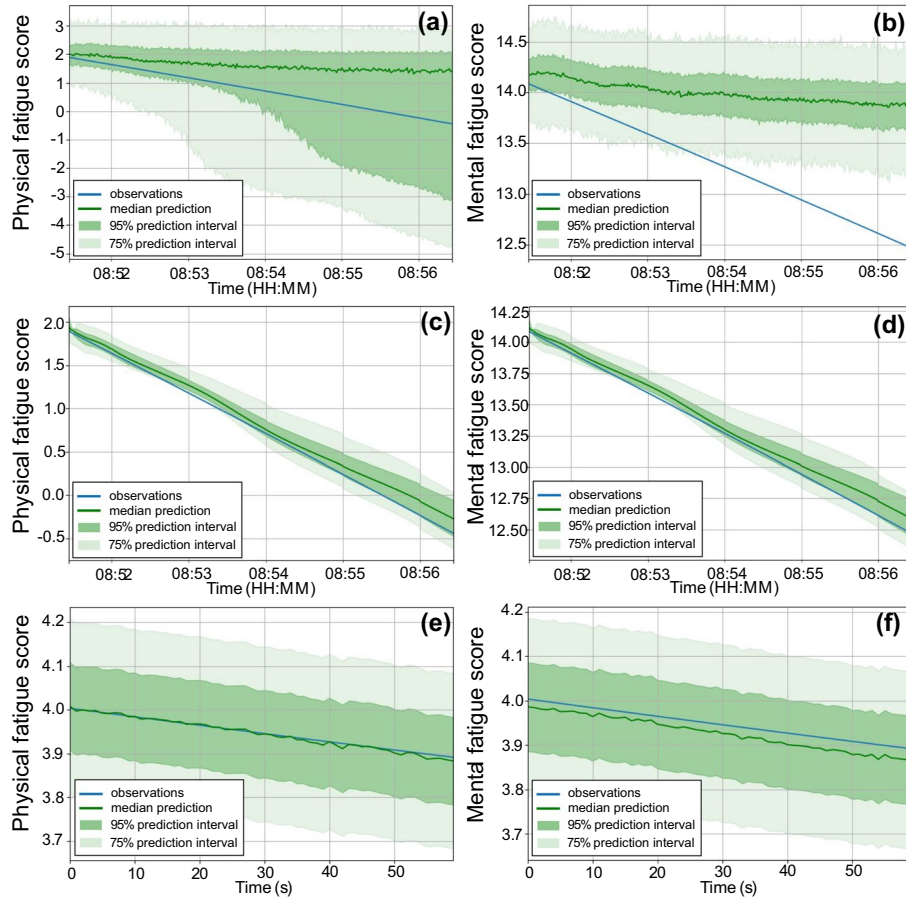 (a)
Physical fatigue score
3
2
1
0
-1
-2
-3
-4
-5
observations
median prediction
95% prediction interval
75% prediction interval
08:52 08:53 08:54 08:55 08:56
Time (HH:MM)
(b)
Mental fatigue score
14.5
14.0
13.5
13.0
12.5
observations
median prediction
95% prediction interval
75% prediction interval
08:52 08:53 08:54 08:55 08:56
Time (HH:MM)
(c)
Physical fatigue score
2.0
1.5
1.0
0.5
0.0
-0.5
observations
median prediction
95% prediction interval
75% prediction interval
08:52 08:53 08:54 08:55 08:56
Time (HH:MM)
(d)
Mental fatigue score
14.25
14.00
13.75
13.50
13.25
13.00
12.75
12.50
observations
median prediction
95% prediction interval
75% prediction interval
08:52 08:53 08:54 08:55 08:56
Time (HH:MM)
(e)
Physical fatigue score
4.2
4.1
4.0
3.9
3.8
3.7
observations
median prediction
95% prediction interval
75% prediction interval
0 10 20 30 40 50
Time (s)
(f)
Mental fatigue score
4.2
4.1
4.0
3.9
3.8
3.7
observations
median prediction
95% prediction interval
75% prediction interval
0 10 20 30 40 50
Time (s)